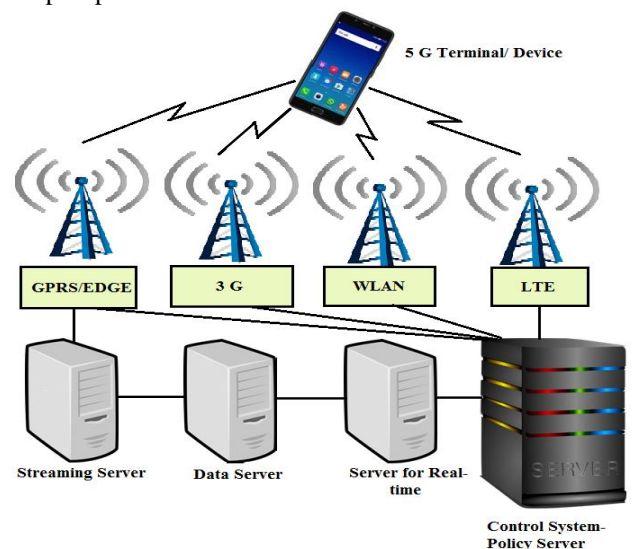 5 G Terminal/ Device
GPRS/EDGE
3 G
WLAN
LTE
SERVER
Streaming Server
Data Server
Server for Real-
time
Control System-
Policy Server